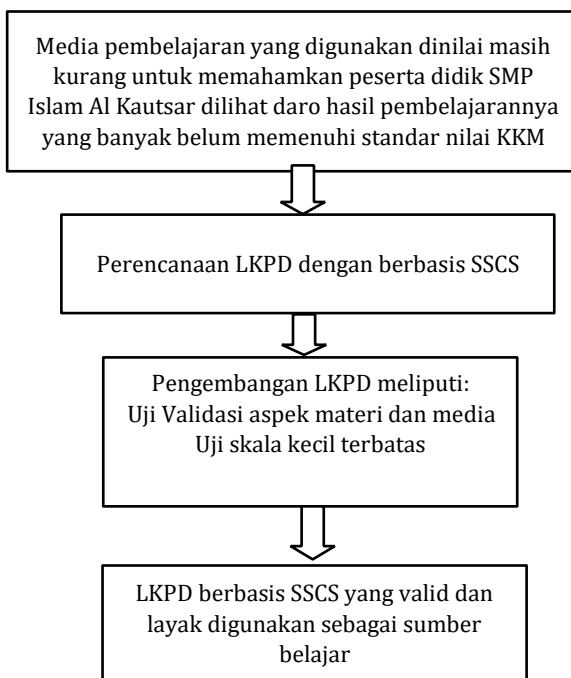 Media pembelajaran yang digunakan dinilai masih
kurang untuk memahamkan peserta didik SMP
Islam Al Kautsar dilihat daro hasil pembelajarannya
yang banyak belum memenuhi standar nilai KKM
Perencanaan LKPD dengan berbasis SSCS
Pengembangan LKPD meliputi:
Uji Validasi aspek materi dan media
Uji skala kecil terbatas
LKPD berbasis SSCS yang valid dan
layak digunakan sebagai sumber
belajar